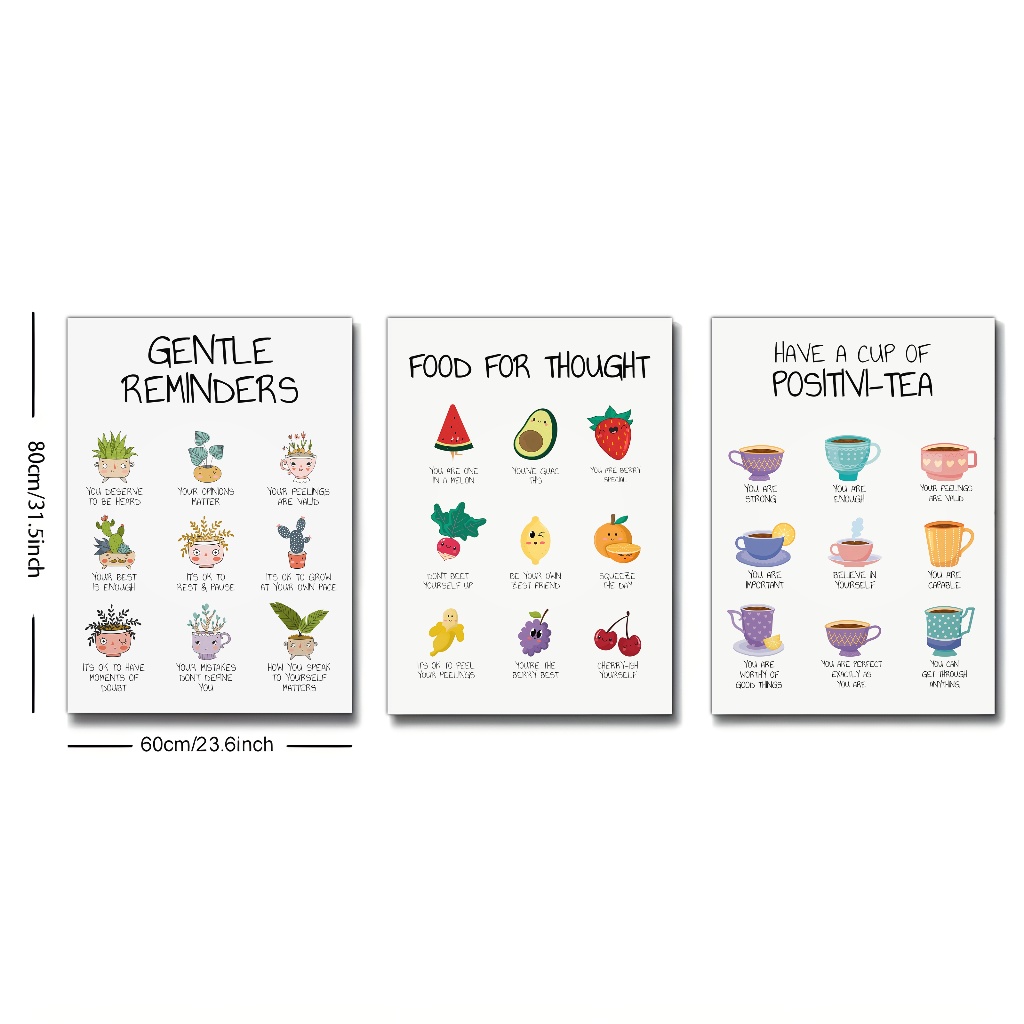 80cm/31.5inch
60cm/23.6inch
GENTLE
REMINDERS
YOU DESERVE
TO BE HEARD
YOUR OPINIONS
MATTER
YOUR FEELINGS
ARE VALID
YOUR BEST
IS ENOUGH
IT'S OK TO
REST & PAUSE
IT'S OK TO GROW
AT YOUR OWN PACE
IT'S OK TO HAVE
MOMENTS OF
DOUBT
YOUR MISTAKES
DON'T DEFINE
YOU
HOW YOU SPEAK
TO YOURSELF
MATTERS
FOOD FOR THOUGHT
YOU ARE ONE
IN A MELON
YOU'VE GUAC
THIS
YOU ARE BERRY
SPECIAL
DON'T BEET
YOURSELF UP
BE YOUR OWN
BEST FRIEND
SQUEEZE
THE DAY
IT'S OK TO PEEL
YOUR FEELINGS
YOU'RE THE
BERRY BEST
CHERRY-ISH
YOURSELF
HAVE A CUP OF
POSITIVI-TEA
YOU ARE
STRONG
YOU ARE
ENOUGH
YOUR FEELINGS
ARE VALID
YOU ARE
IMPORTANT
BELIEVE IN
YOURSELF
YOU ARE
CAPABLE
YOU ARE
WORTHY OF
GOOD THINGS
YOU ARE PERFECT
EXACTLY AS
YOU ARE
YOU CAN
GET THROUGH
ANYTHING